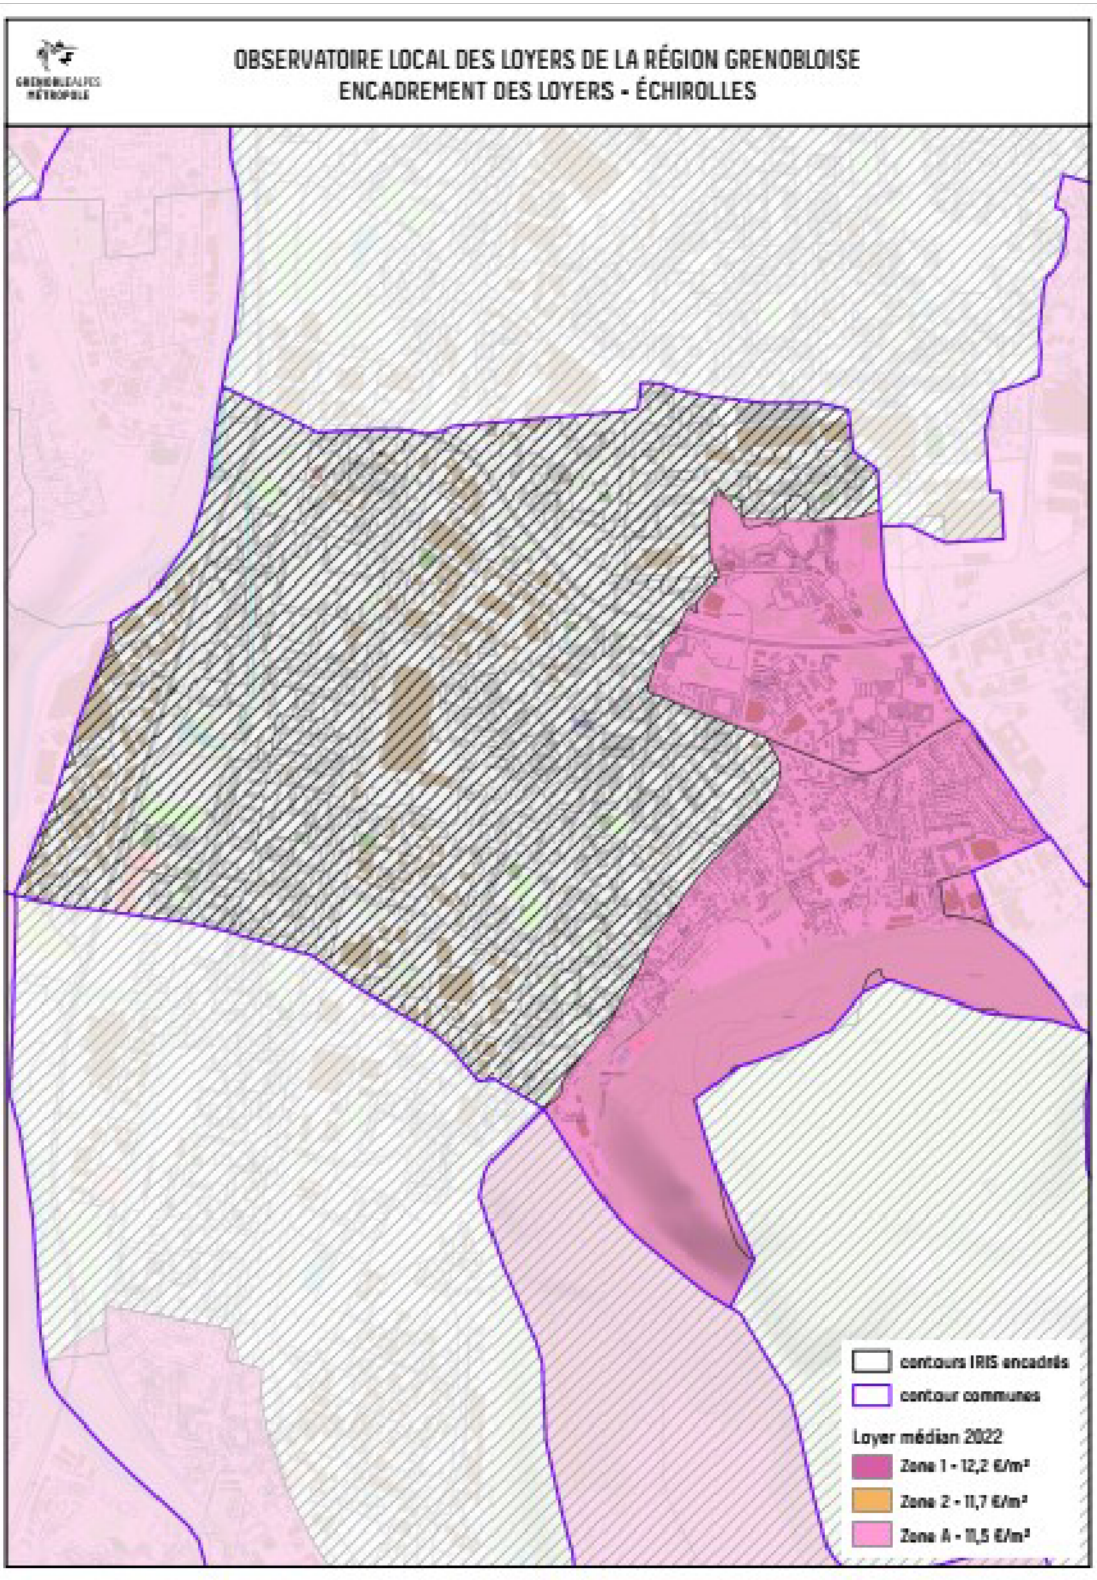 GRENOBLEALPES
MÉTROPOLE
OBSERVATOIRE LOCAL DES LOYERS DE LA RÉGION GRENOBLOISE
ENCADREMENT DES LOYERS - ÉCHIROLLES
contours IRIS encadrés
contour communes
Loyer médian 2022
Zone 1 - 12,2 €/m²
Zone 2 - 11,7 €/m²
Zone A - 11,5 €/m²